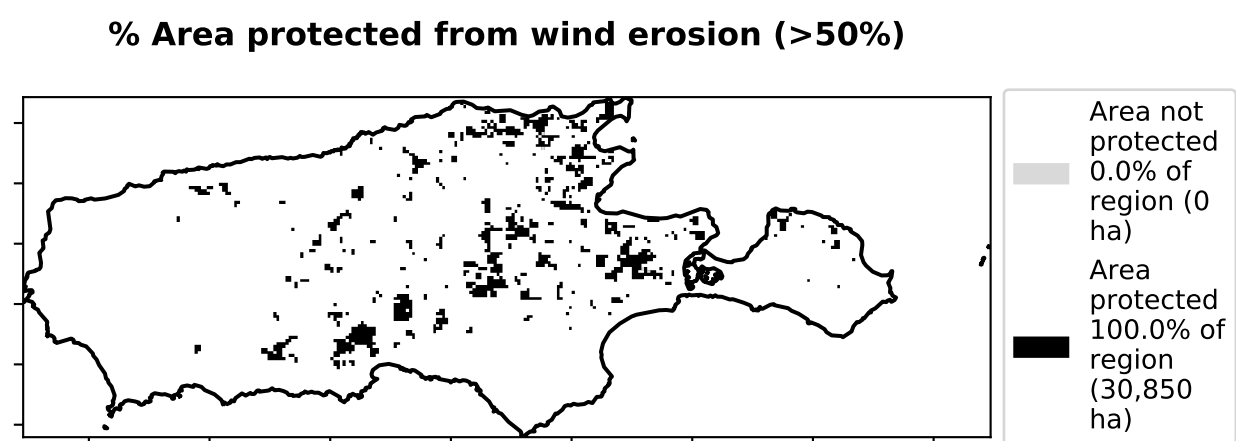 % Area protected from wind erosion (>50%)
Area not
protected
0.0% of
region (0
ha)
Area
protected
100.0% of
region
(30,850
ha)